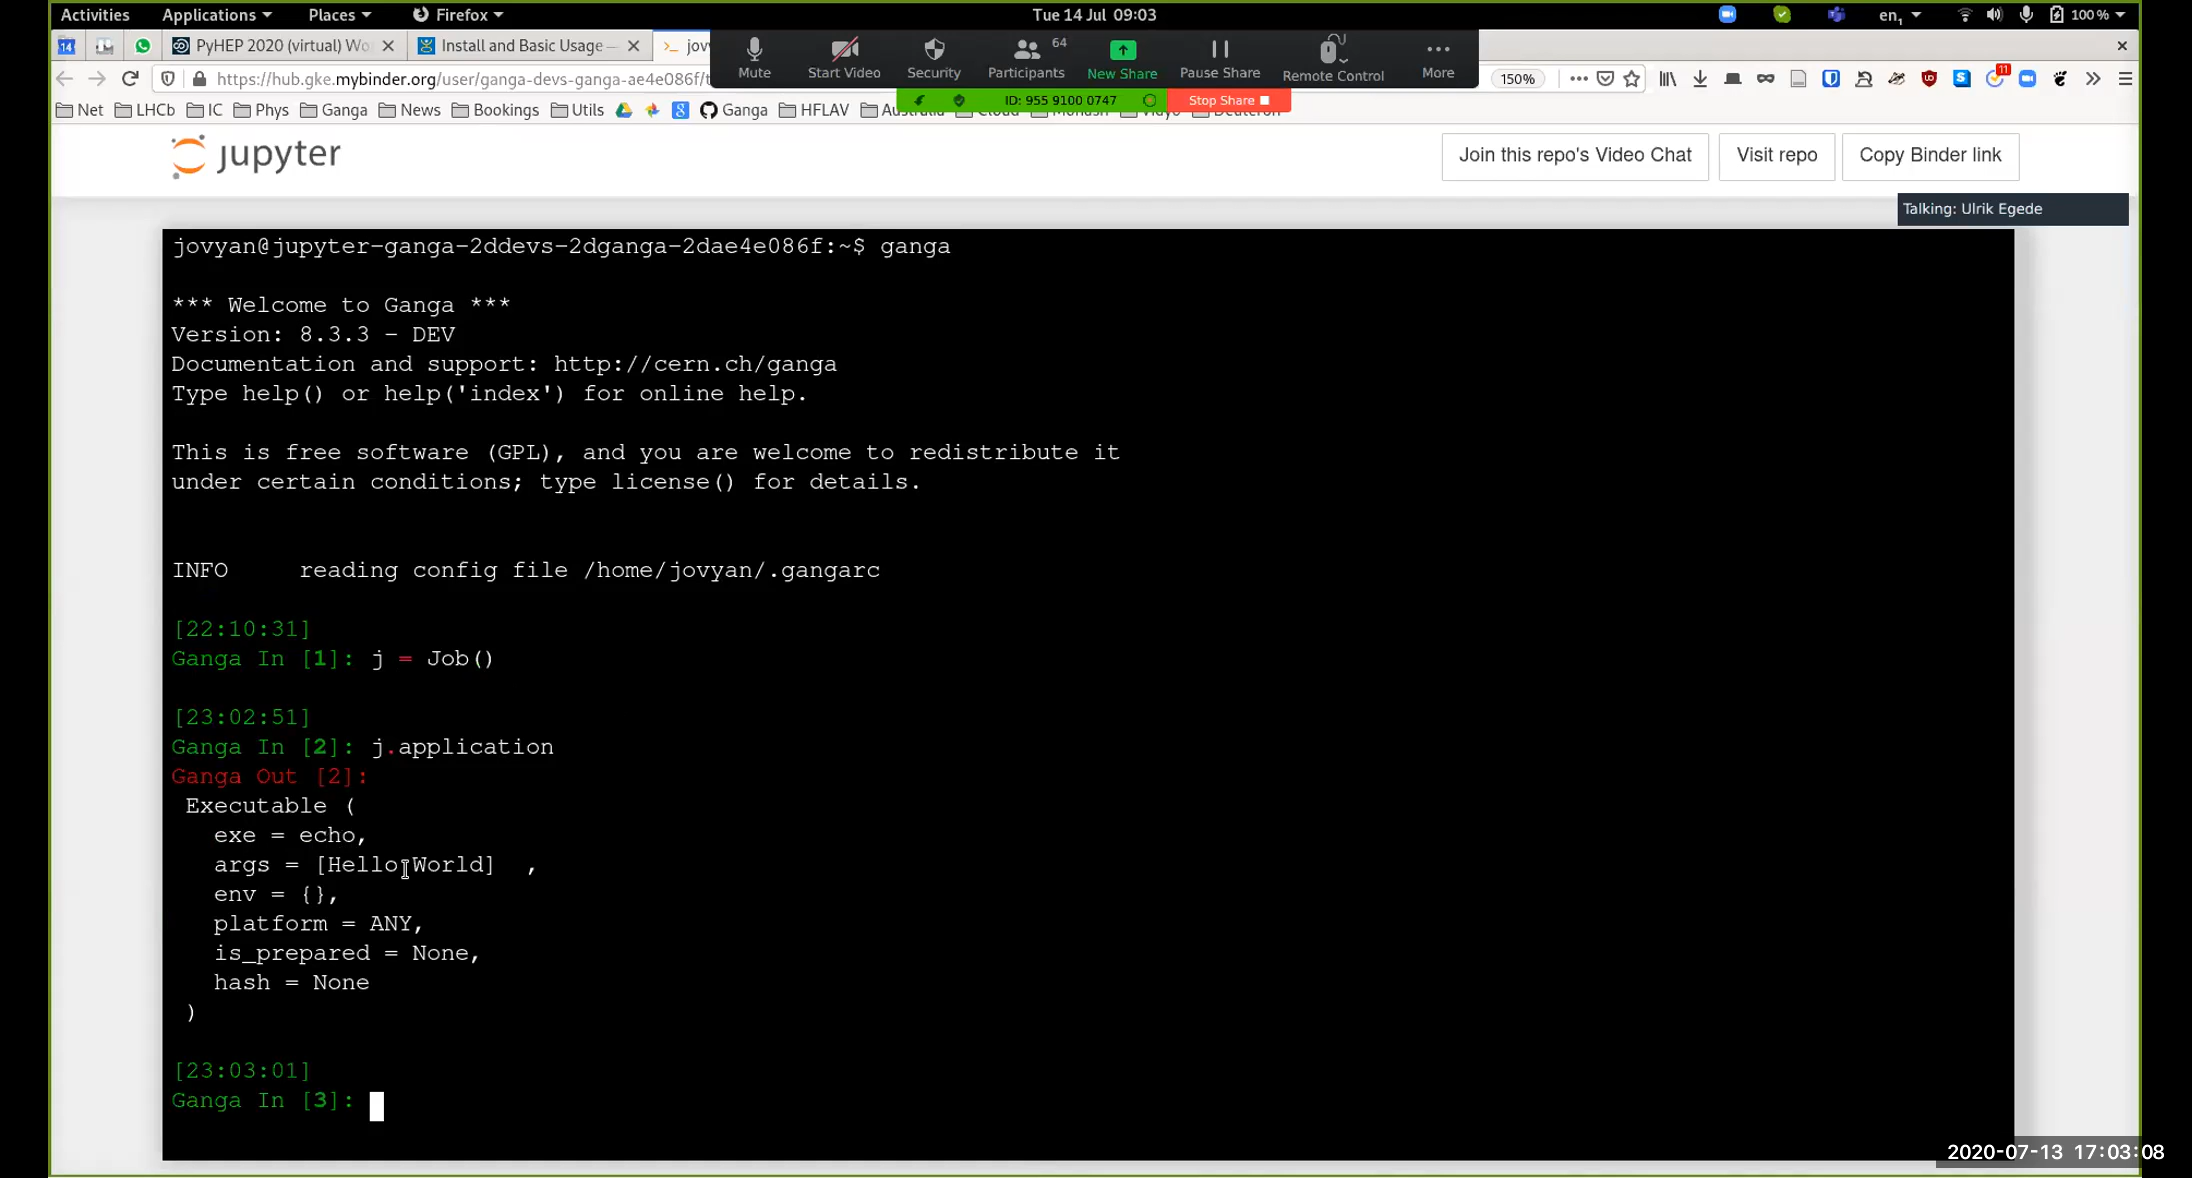 Activities Applications Places Firefox Tue 14 Jul 09:03 en1 100 %
14 PyHEP 2020 (virtual) Wo Install and Basic Usage — jov
Mute Start Video Security Participants 64 New Share Pause Share Remote Control More
https://hub.gke.mybinder.org/user/ganga-devs-ganga-ae4e086f/t 150% 11
ID: 955 9100 0747 Stop Share
Net LHCb IC Phys Ganga News Bookings Utils Ganga HFLAV Australia Cloud Monash Vidyo Deuteron
jupyter
Join this repo's Video Chat Visit repo Copy Binder link
Talking: Ulrik Egede
jovyan@jupyter-ganga-2ddevs-2dganga-2dae4e086f:~$ ganga
*** Welcome to Ganga ***
Version: 8.3.3 - DEV
Documentation and support: http://cern.ch/ganga
Type help() or help('index') for online help.
This is free software (GPL), and you are welcome to redistribute it
under certain conditions; type license() for details.
INFO reading config file /home/jovyan/.gangarc
[22:10:31]
Ganga In [1]: j = Job()
[23:02:51]
Ganga In [2]: j.application
Ganga Out [2]:
Executable (
exe = echo,
args = [Hello World] ,
env = {},
platform = ANY,
is_prepared = None,
hash = None
)
[23:03:01]
Ganga In [3]:
2020-07-13 17:03:08